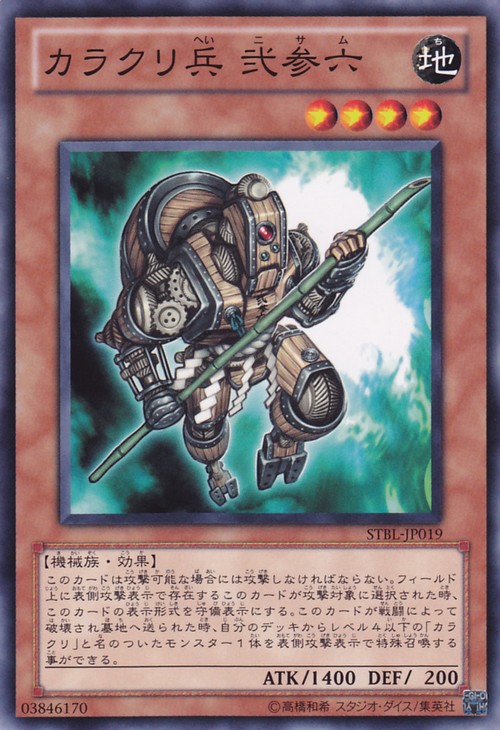 カラクリ兵 弐参六
へい ニ サ ム
地
ち
弐参六
STBL-JP019
【機械族・効果】
このカードは攻撃可能な場合には攻撃しなければならない。フィールド
上に表側攻撃表示で存在するこのカードが攻撃対象に選択された時、
このカードの表示形式を守備表示にする。このカードが戦闘によって
破壊され墓地へ送られた時、自分のデッキからレベル4以下の「カラ
クリ」と名のついたモンスター1体を表側攻撃表示で特殊召喚する
事ができる。
ATK/1400 DEF/ 200
03846170
©高橋和希 スタジオ・ダイス/集英社